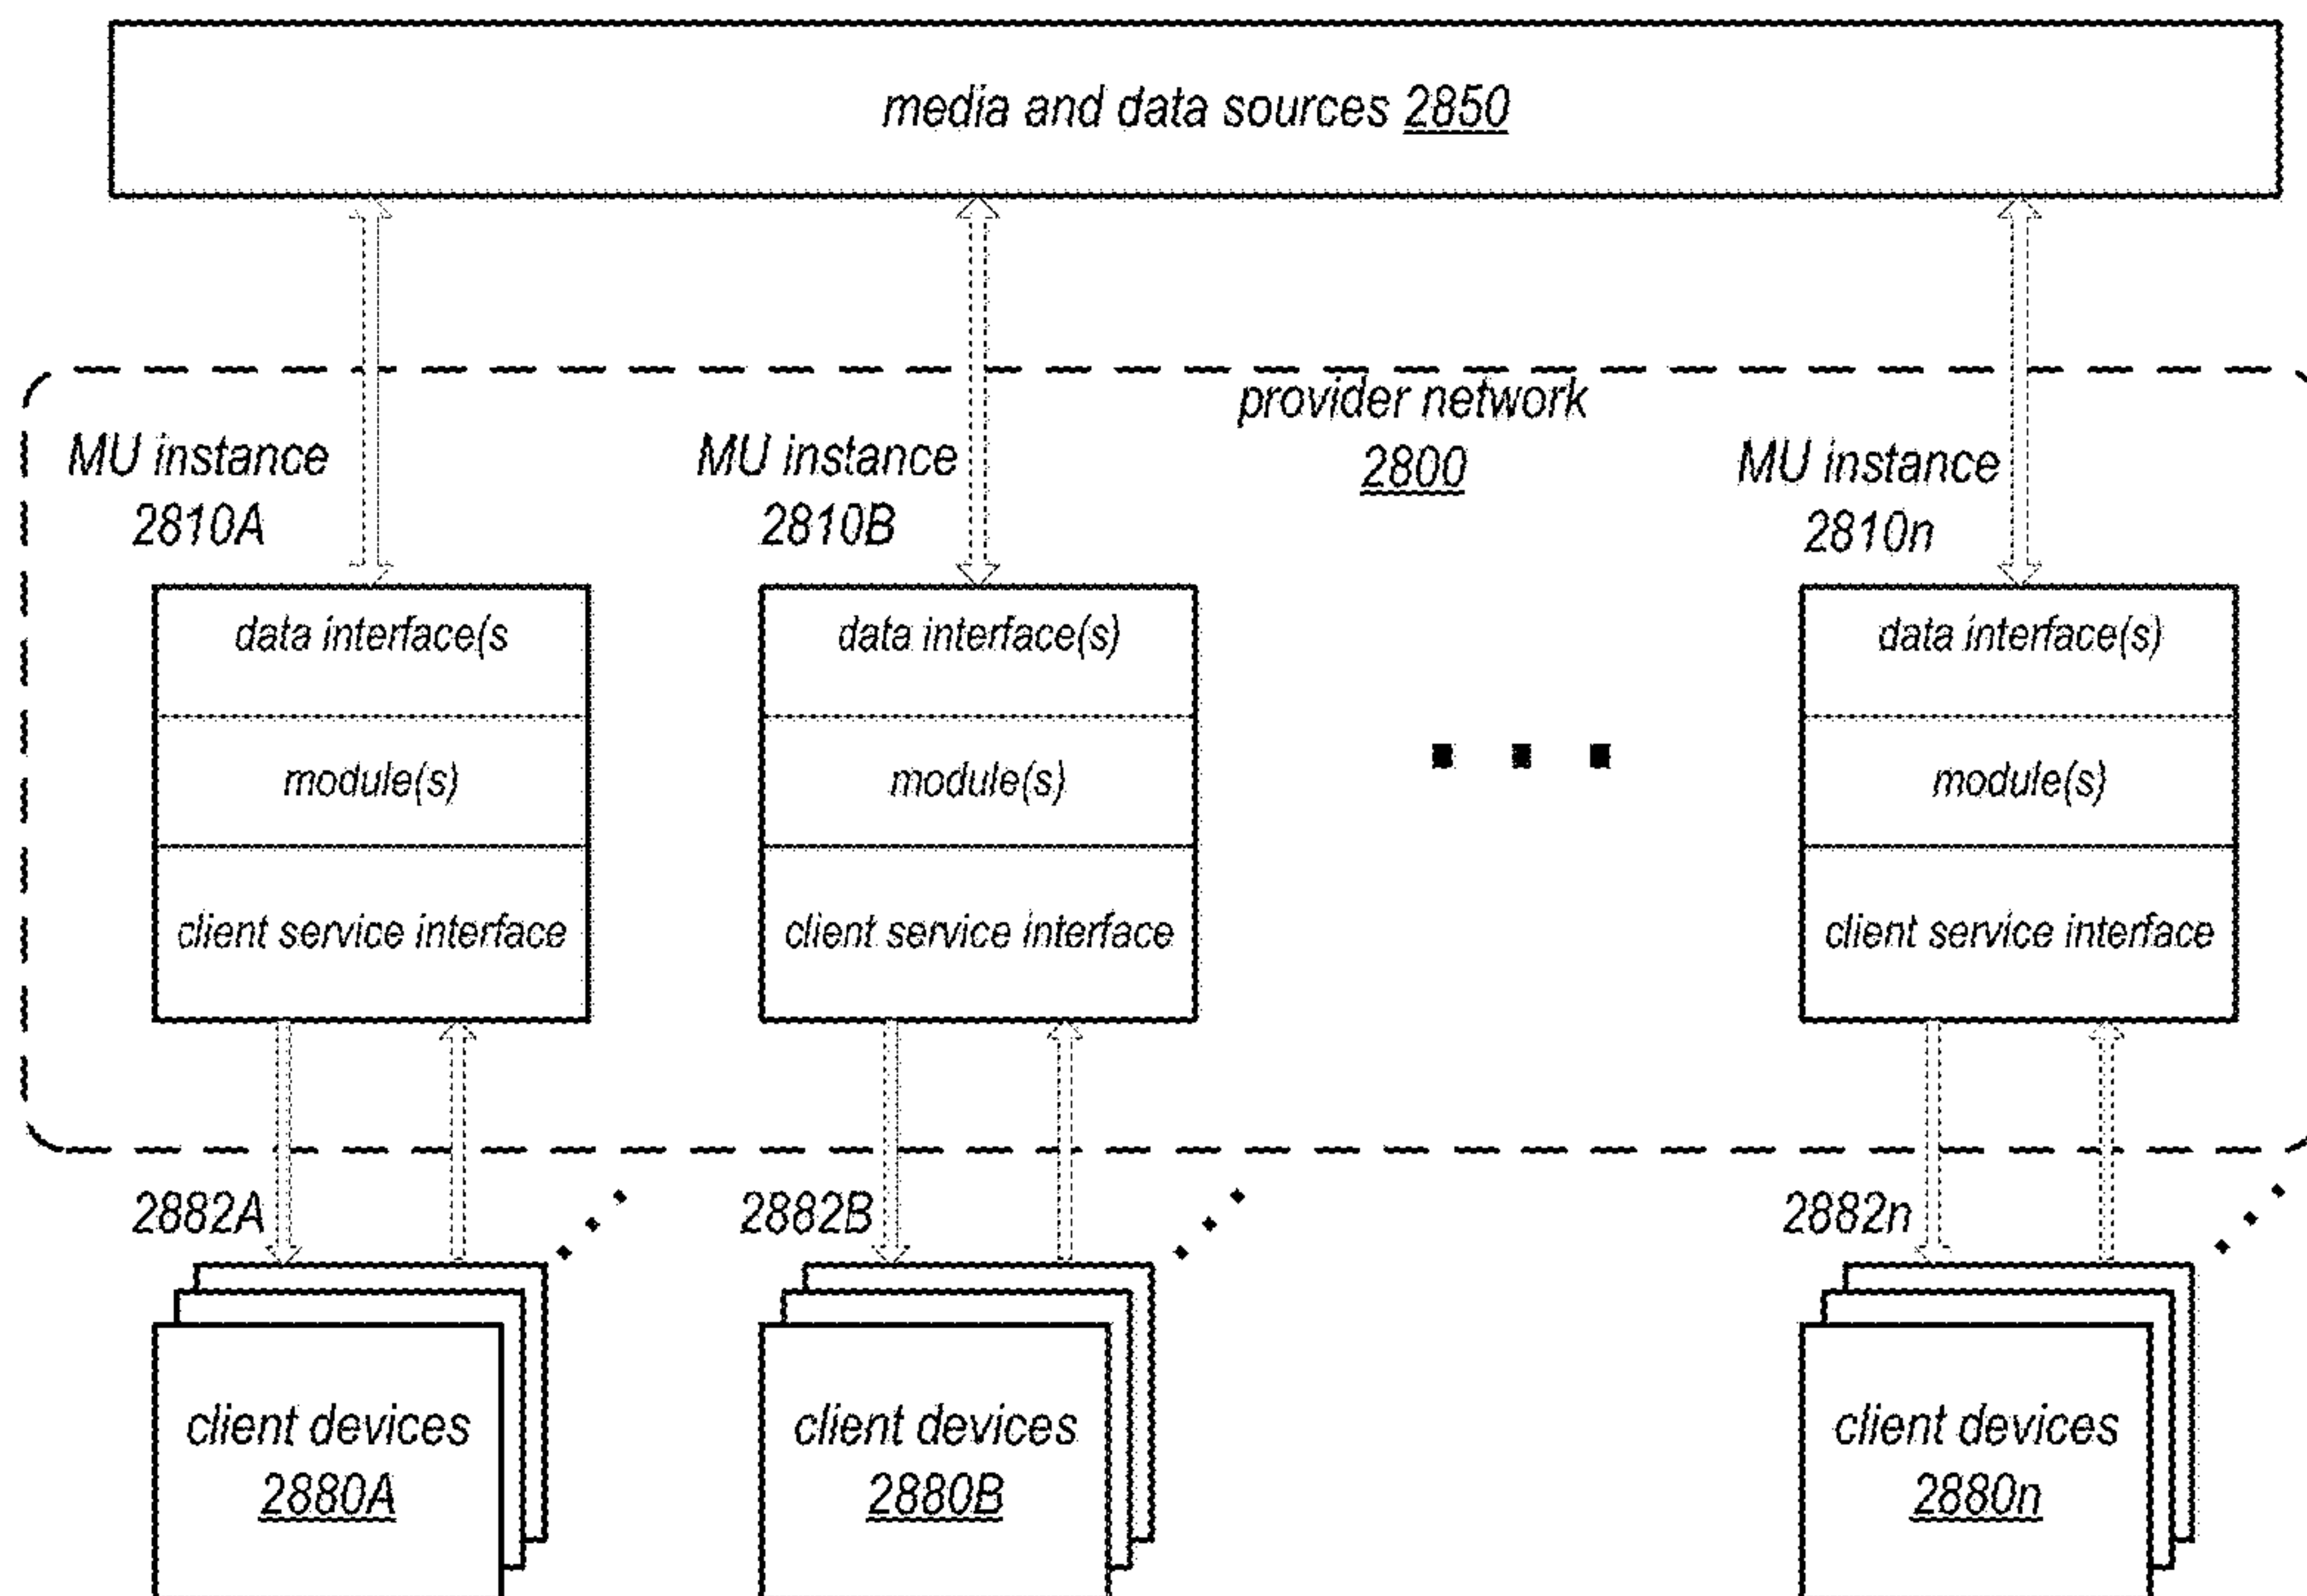 media and data sources 2850
provider network
2800
MU instance
2810A
MU instance
2810B
MU instance
2810n
data interface(s
module(s)
client service interface
data interface(s)
module(s)
client service interface
data interface(s)
module(s)
client service interface
2882A
2882B
2882n
client devices
2880A
client devices
2880B
client devices
2880n